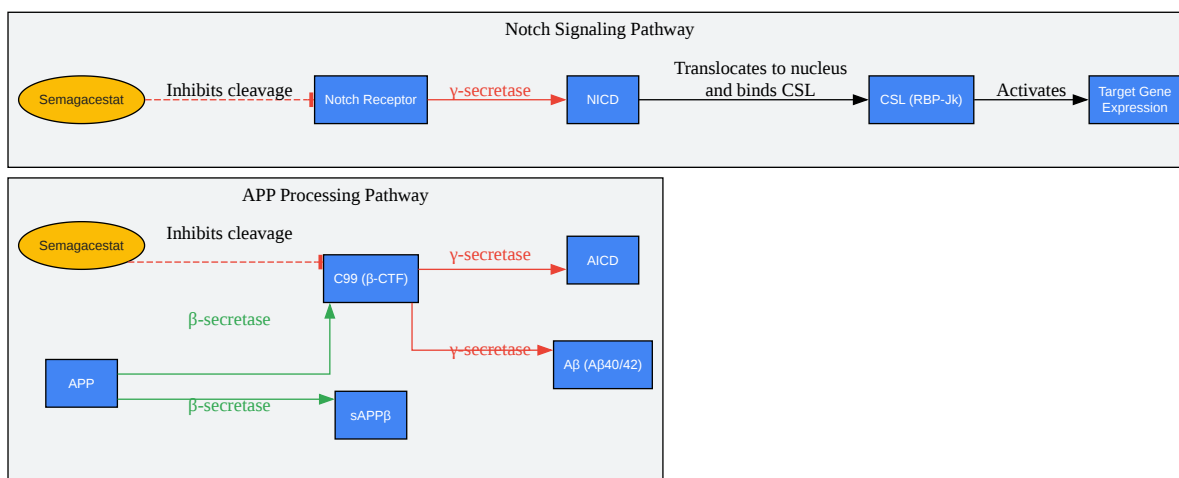 Notch Signaling Pathway
Semagacestat
Inhibits cleavage
Notch Receptor
γ-secretase
NICD
Translocates to nucleus
and binds CSL
CSL (RBP-Jk)
Activates
Target Gene
Expression
APP Processing Pathway
Semagacestat
Inhibits cleavage
C99 (β-CTF)
γ-secretase
AICD
β-secretase
γ-secretase
Aβ (Aβ40/42)
APP
β-secretase
sAPPβ